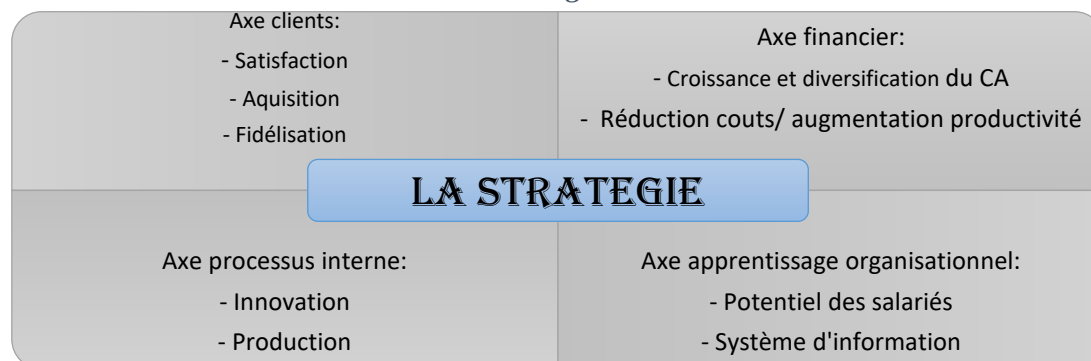 Axe clients:
- Satisfaction
- Aquisition
- Fidélisation
Axe financier:
- Croissance et diversification du CA
- Réduction couts/ augmentation productivité
LA STRATEGIE
Axe processus interne:
- Innovation
- Production
Axe apprentissage organisationnel:
- Potentiel des salariés
- Système d'information